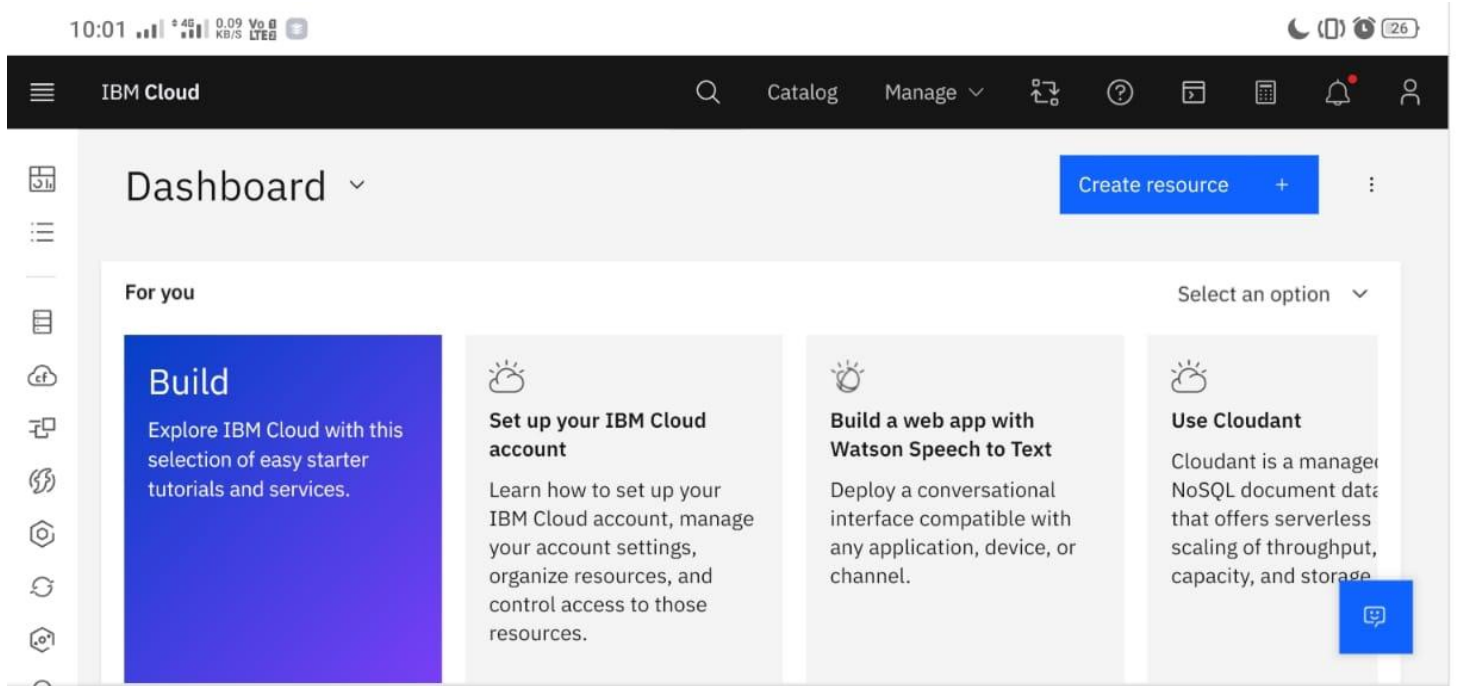 10:01 4G 0.09 KB/S Vo LTE 26
IBM Cloud
Catalog
Manage
Dashboard
Create resource +
For you
Select an option
Build
Explore IBM Cloud with this
selection of easy starter
tutorials and services.
Set up your IBM Cloud
account
Learn how to set up your
IBM Cloud account, manage
your account settings,
organize resources, and
control access to those
resources.
Build a web app with
Watson Speech to Text
Deploy a conversational
interface compatible with
any application, device, or
channel.
Use Cloudant
Cloudant is a
NoSQL document
that offers serverless
scaling of throughput,
capacity, and storage
cf